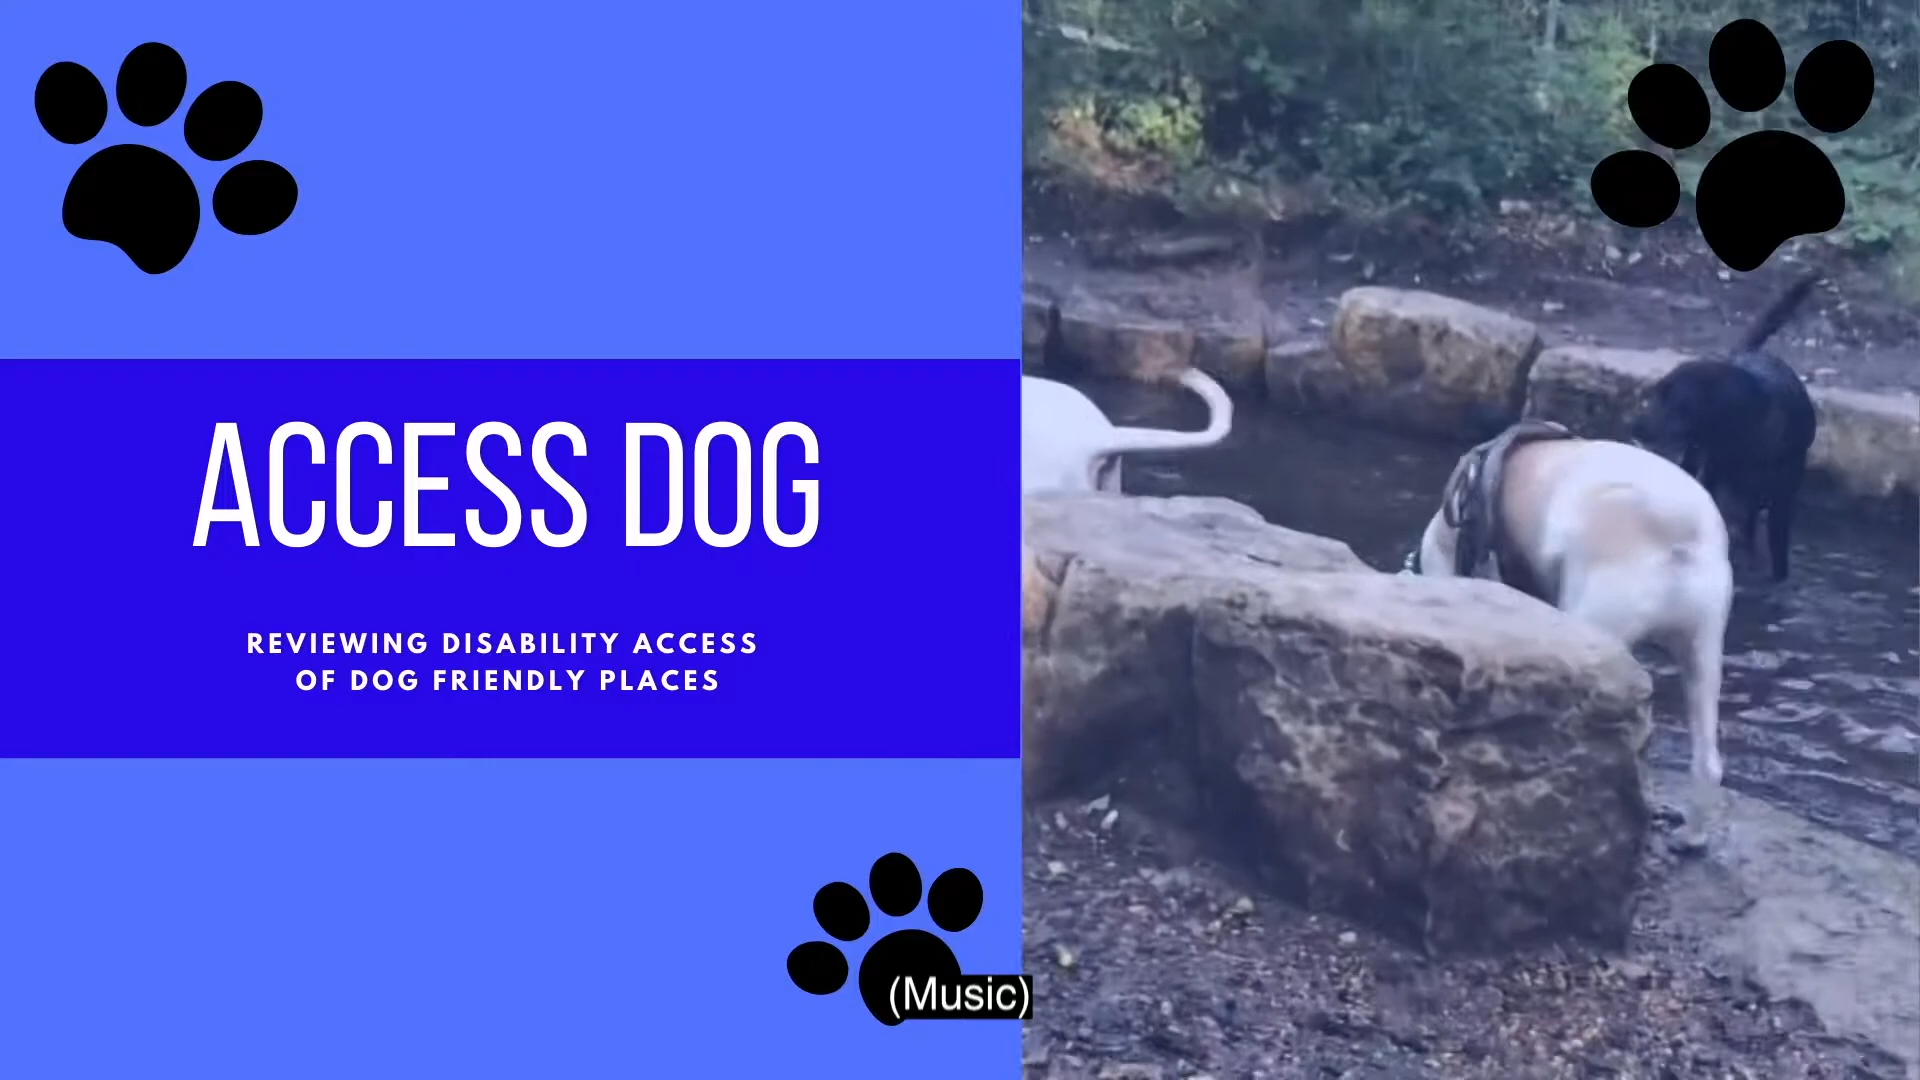 ACCESS DOG
REVIEWING DISABILITY ACCESS
OF DOG FRIENDLY PLACES
(Music)